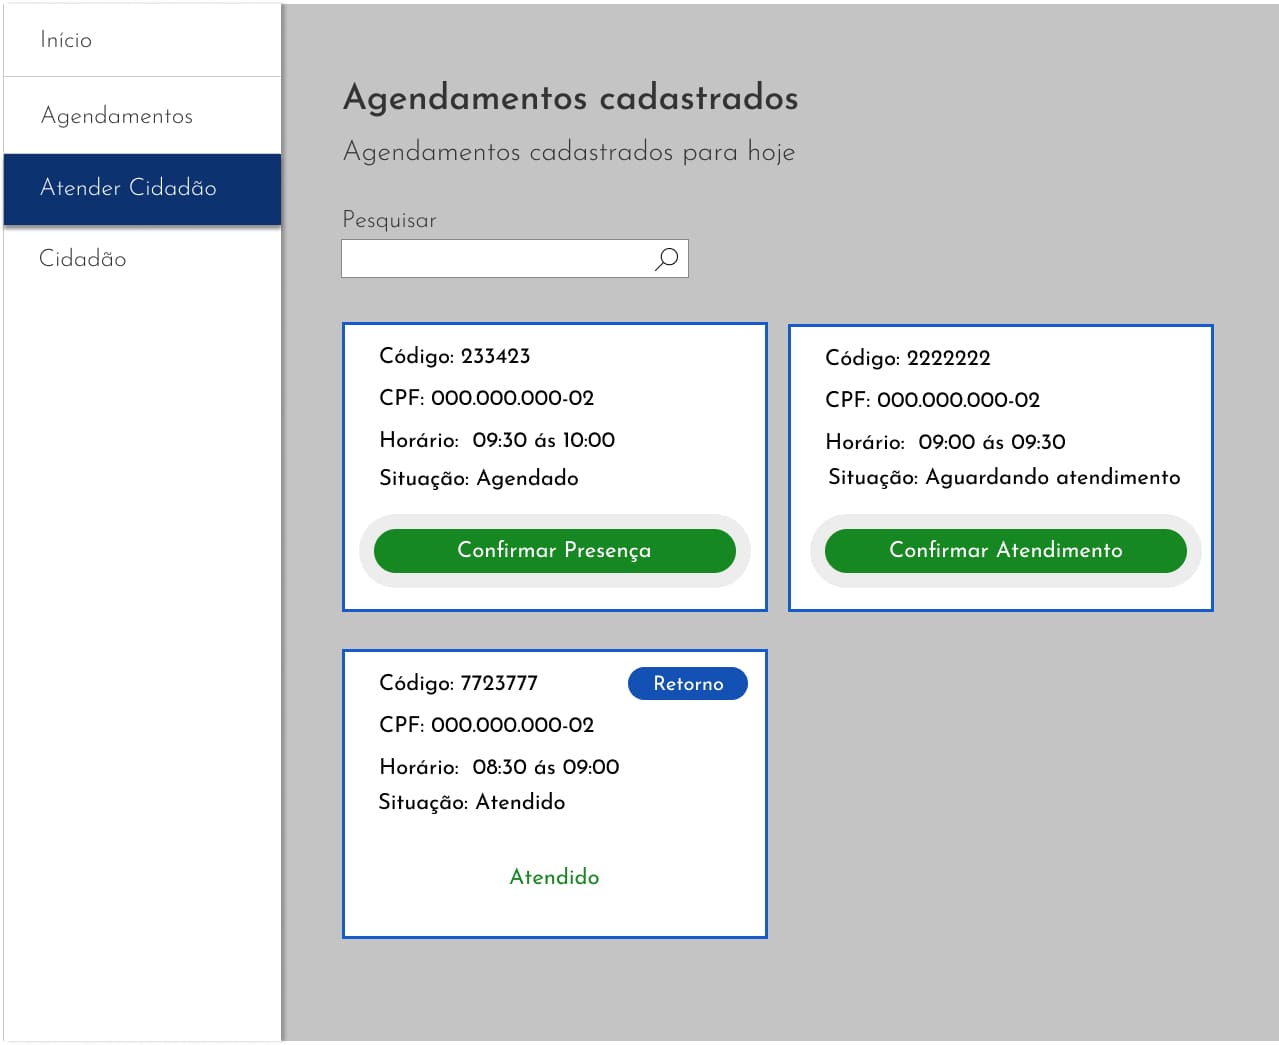 Início
Agendamentos
Atender Cidadão
Cidadão
Agendamentos cadastrados
Agendamentos cadastrados para hoje
Pesquisar
Código: 233423
CPF: 000.000.000-02
Horário: 09:30 ás 10:00
Situação: Agendado
Confirmar Presença
Código: 2222222
CPF: 000.000.000-02
Horário: 09:00 ás 09:30
Situação: Aguardando atendimento
Confirmar Atendimento
Código: 7723777
Retorno
CPF: 000.000.000-02
Horário: 08:30 ás 09:00
Situação: Atendido
Atendido